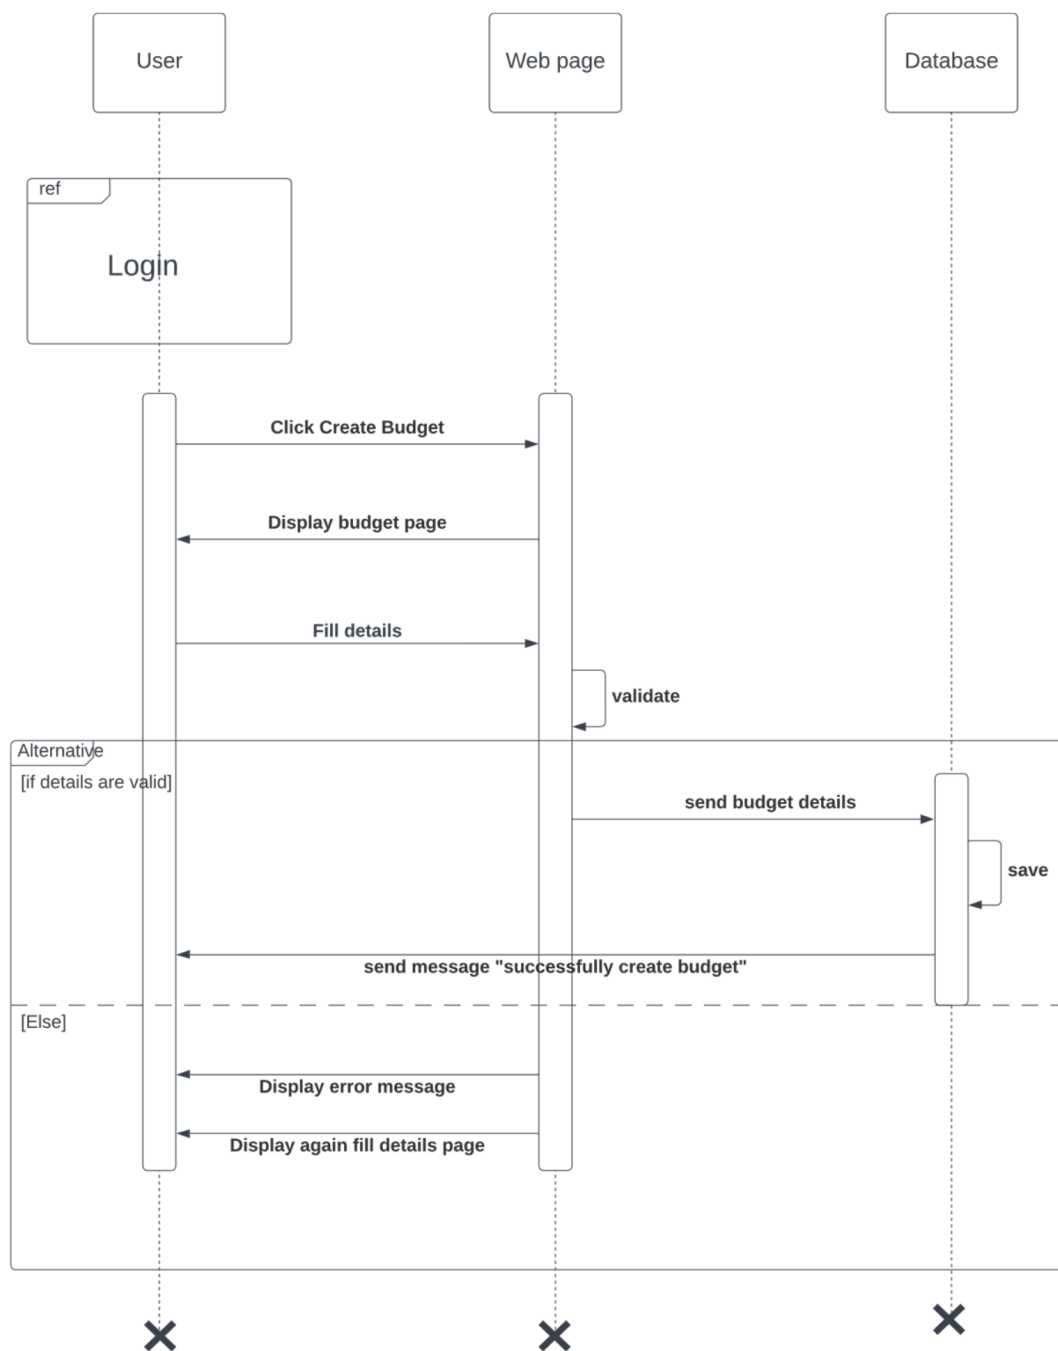 User
Web page
Database
ref
Login
Click Create Budget
Display budget page
Fill details
validate
Alternative
[if details are valid]
send budget details
save
send message "successfully create budget"
[Else]
Display error message
Display again fill details page